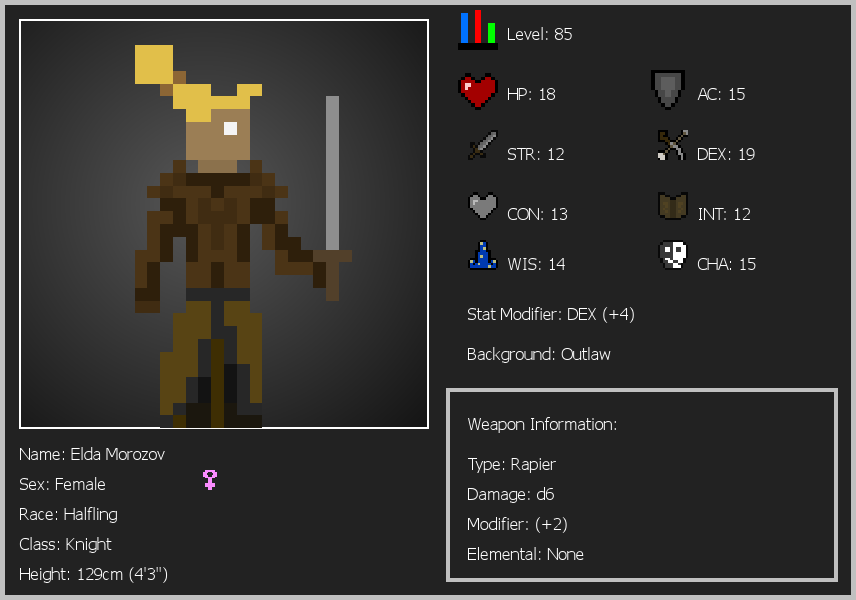 Level: 85
HP: 18
AC: 15
STR: 12
DEX: 19
CON: 13
INT: 12
WIS: 14
CHA: 15
Stat Modifier: DEX (+4)
Background: Outlaw
Weapon Information:
Type: Rapier
Damage: d6
Modifier: (+2)
Elemental: None
Name: Elda Morozov
Sex: Female
Race: Halfling
Class: Knight
Height: 129cm (4'3")